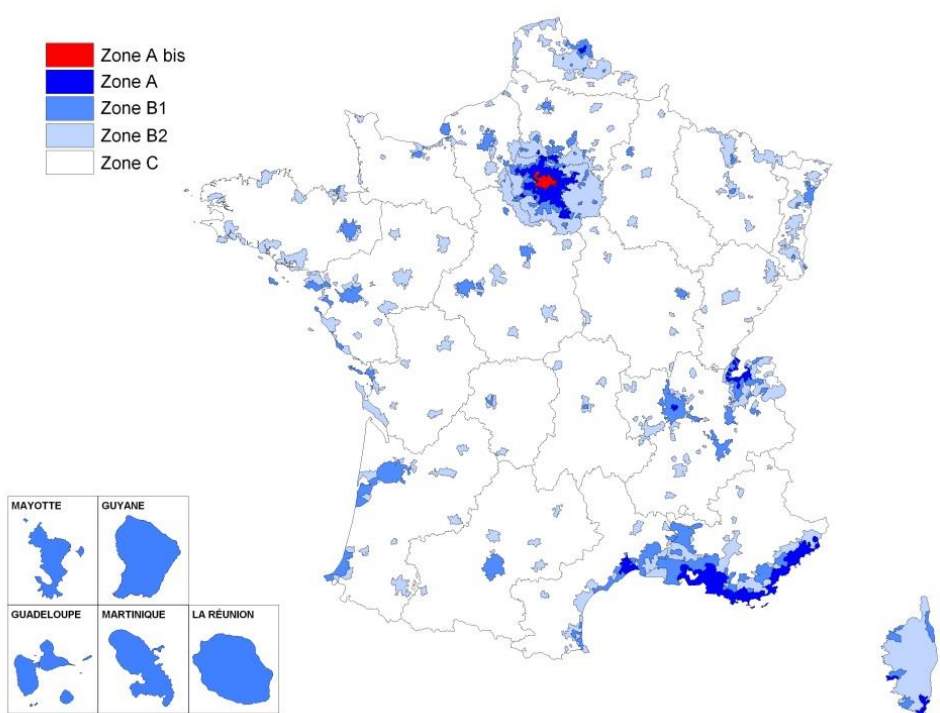 Zone A bis
Zone A
Zone B1
Zone B2
Zone C
MAYOTTE
GUYANE
GUADELOUPE
MARTINIQUE
LA RÉUNION